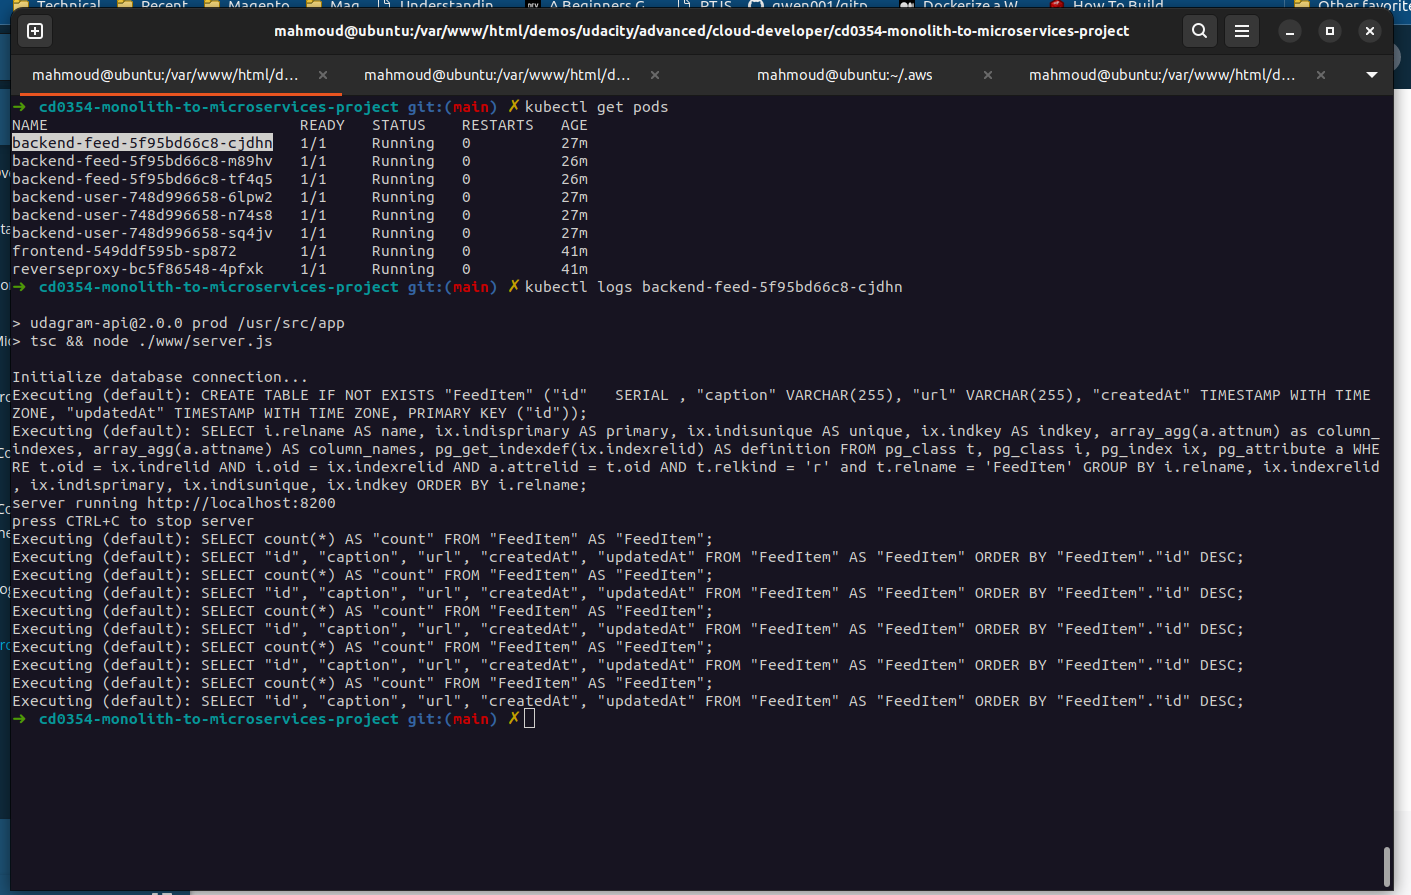 Technical
Recent
Magento
Mag
Understandin
A Beginners G
RTJS
Dockerize a W
How To Build
Other favorite
mahmoud@ubuntu:/var/www/html/demos/udacity/advanced/cloud-developer/cd0354-monolith-to-microservices-project
mahmoud@ubuntu:/var/www/html/d... × mahmoud@ubuntu:/var/www/html/d... × mahmoud@ubuntu:~/.aws × mahmoud@ubuntu:/var/www/html/d... ×
➜ cd0354-monolith-to-microservices-project git:(main) ✗ kubectl get pods
NAME READY STATUS RESTARTS AGE
backend-feed-5f95bd66c8-cjdhn 1/1 Running 0 27m
backend-feed-5f95bd66c8-m89hv 1/1 Running 0 26m
backend-feed-5f95bd66c8-tf4q5 1/1 Running 0 26m
backend-user-748d996658-6lpw2 1/1 Running 0 27m
backend-user-748d996658-n74s8 1/1 Running 0 27m
backend-user-748d996658-sq4jv 1/1 Running 0 27m
frontend-549ddf595b-sp872 1/1 Running 0 41m
reverseproxy-bc5f86548-4pfxk 1/1 Running 0 41m
➜ cd0354-monolith-to-microservices-project git:(main) ✗ kubectl logs backend-feed-5f95bd66c8-cjdhn
> udagram-api@2.0.0 prod /usr/src/app
> tsc && node ./www/server.js
Initialize database connection...
Executing (default): CREATE TABLE IF NOT EXISTS "FeedItem" ("id"   SERIAL , "caption" VARCHAR(255), "url" VARCHAR(255), "createdAt" TIMESTAMP WITH TIME
ZONE, "updatedAt" TIMESTAMP WITH TIME ZONE, PRIMARY KEY ("id"));
Executing (default): SELECT i.relname AS name, ix.indisprimary AS primary, ix.indisunique AS unique, ix.indkey AS indkey, array_agg(a.attnum) as column_
indexes, array_agg(a.attname) AS column_names, pg_get_indexdef(ix.indexrelid) AS definition FROM pg_class t, pg_class i, pg_index ix, pg_attribute a WHE
RE t.oid = ix.indrelid AND i.oid = ix.indexrelid AND a.attrelid = t.oid AND t.relkind = 'r' and t.relname = 'FeedItem' GROUP BY i.relname, ix.indexrelid
, ix.indisprimary, ix.indisunique, ix.indkey ORDER BY i.relname;
server running http://localhost:8200
press CTRL+C to stop server
Executing (default): SELECT count(*) AS "count" FROM "FeedItem" AS "FeedItem";
Executing (default): SELECT "id", "caption", "url", "createdAt", "updatedAt" FROM "FeedItem" AS "FeedItem" ORDER BY "FeedItem"."id" DESC;
Executing (default): SELECT count(*) AS "count" FROM "FeedItem" AS "FeedItem";
Executing (default): SELECT "id", "caption", "url", "createdAt", "updatedAt" FROM "FeedItem" AS "FeedItem" ORDER BY "FeedItem"."id" DESC;
Executing (default): SELECT count(*) AS "count" FROM "FeedItem" AS "FeedItem";
Executing (default): SELECT "id", "caption", "url", "createdAt", "updatedAt" FROM "FeedItem" AS "FeedItem" ORDER BY "FeedItem"."id" DESC;
Executing (default): SELECT count(*) AS "count" FROM "FeedItem" AS "FeedItem";
Executing (default): SELECT "id", "caption", "url", "createdAt", "updatedAt" FROM "FeedItem" AS "FeedItem" ORDER BY "FeedItem"."id" DESC;
Executing (default): SELECT count(*) AS "count" FROM "FeedItem" AS "FeedItem";
Executing (default): SELECT "id", "caption", "url", "createdAt", "updatedAt" FROM "FeedItem" AS "FeedItem" ORDER BY "FeedItem"."id" DESC;
➜ cd0354-monolith-to-microservices-project git:(main) ✗